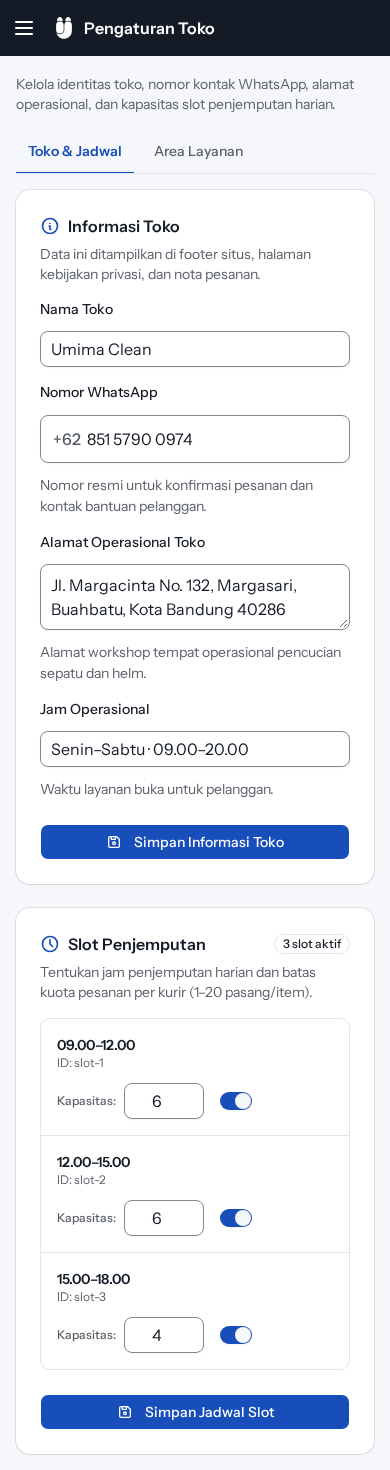 Pengaturan Toko
Kelola identitas toko, nomor kontak WhatsApp, alamat
operasional, dan kapasitas slot penjemputan harian.
Toko & Jadwal
Area Layanan
Informasi Toko
Data ini ditampilkan di footer situs, halaman
kebijakan privasi, dan nota pesanan.
Nama Toko
Umima Clean
Nomor WhatsApp
+62 851 5790 0974
Nomor resmi untuk konfirmasi pesanan dan
kontak bantuan pelanggan.
Alamat Operasional Toko
Jl. Margacinta No. 132, Margasari,
Buahbatu, Kota Bandung 40286
Alamat workshop tempat operasional pencucian
sepatu dan helm.
Jam Operasional
Senin–Sabtu · 09.00–20.00
Waktu layanan buka untuk pelanggan.
Simpan Informasi Toko
Slot Penjemputan
3 slot aktif
Tentukan jam penjemputan harian dan batas
kuota pesanan per kurir (1–20 pasang/item).
09.00–12.00
ID: slot-1
Kapasitas: 6
12.00–15.00
ID: slot-2
Kapasitas: 6
15.00–18.00
ID: slot-3
Kapasitas: 4
Simpan Jadwal Slot